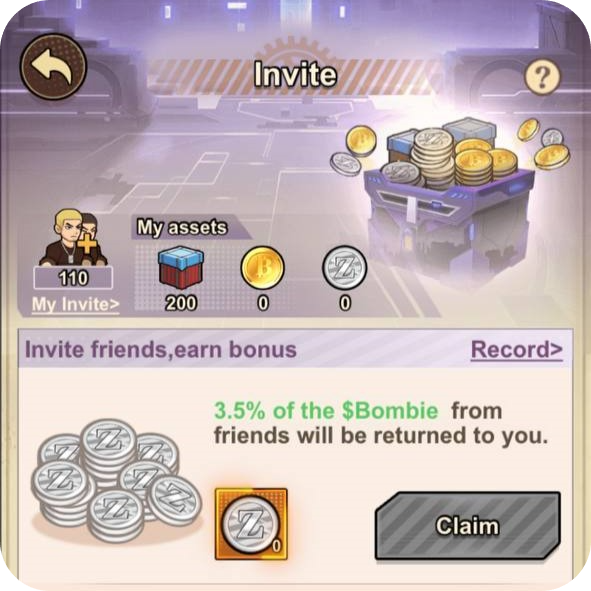 Invite
?
My assets
110
200
0
0
My Invite>
Invite friends,earn bonus
Record>
3.5% of the $Bombie from
friends will be returned to you.
0
Claim